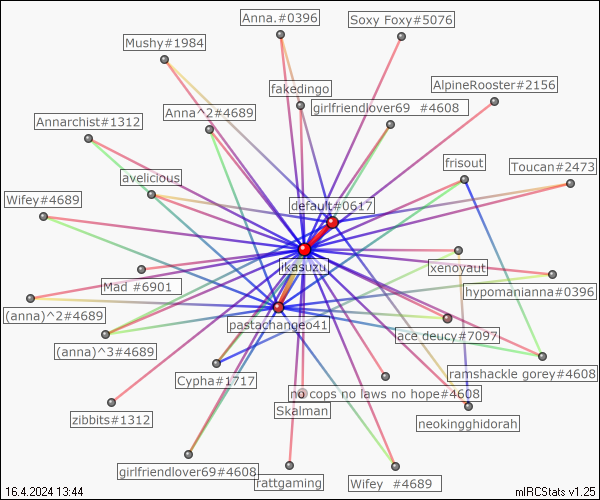 Anna.#0396
Soxy Foxy#5076
Mushy#1984
fakedingo
AlpineRooster#2156
Anna^2#4689
girlfriendlover69 #4608
Annarchist#1312
frisout
Toucan#2473
avelicious
Wifey#4689
default#0617
likasuzu
xenoyaut
Mad #6901
hypomanianna#0396
(anna)^2#4689
pastachangeo41
ace deucy#7097
(anna)^3#4689
ramshackle gorey#4608
Cypha#1717
no cops no laws no hope#4608
zibbits#1312
Skalman
neokingghidorah
girlfriendlover69#4608
rattgaming
Wifey #4689
16.4.2024 13:44
mIRCStats v1.25